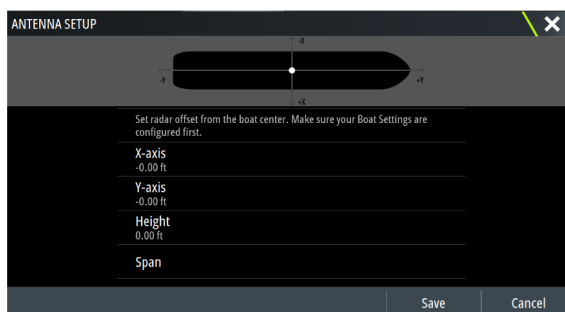 ANTENNA SETUP
-X
-Y
+Y
+X
Set radar offset from the boat center. Make sure your Boat Settings are
configured first.
X-axis
-0.00 ft
Y-axis
-0.00 ft
Height
0.00 ft
Span
Save Cancel